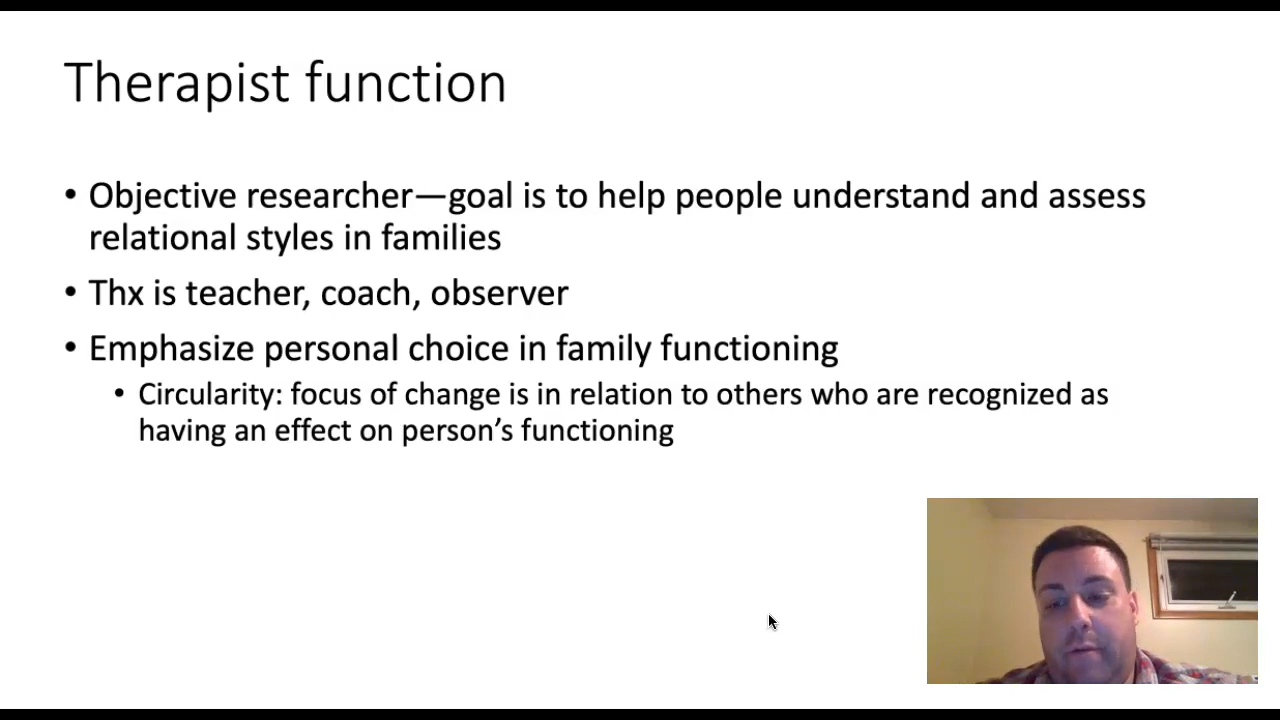 Therapist function
• Objective researcher—goal is to help people understand and assess
relational styles in families
• Thx is teacher, coach, observer
• Emphasize personal choice in family functioning
• Circularity: focus of change is in relation to others who are recognized as
having an effect on person’s functioning